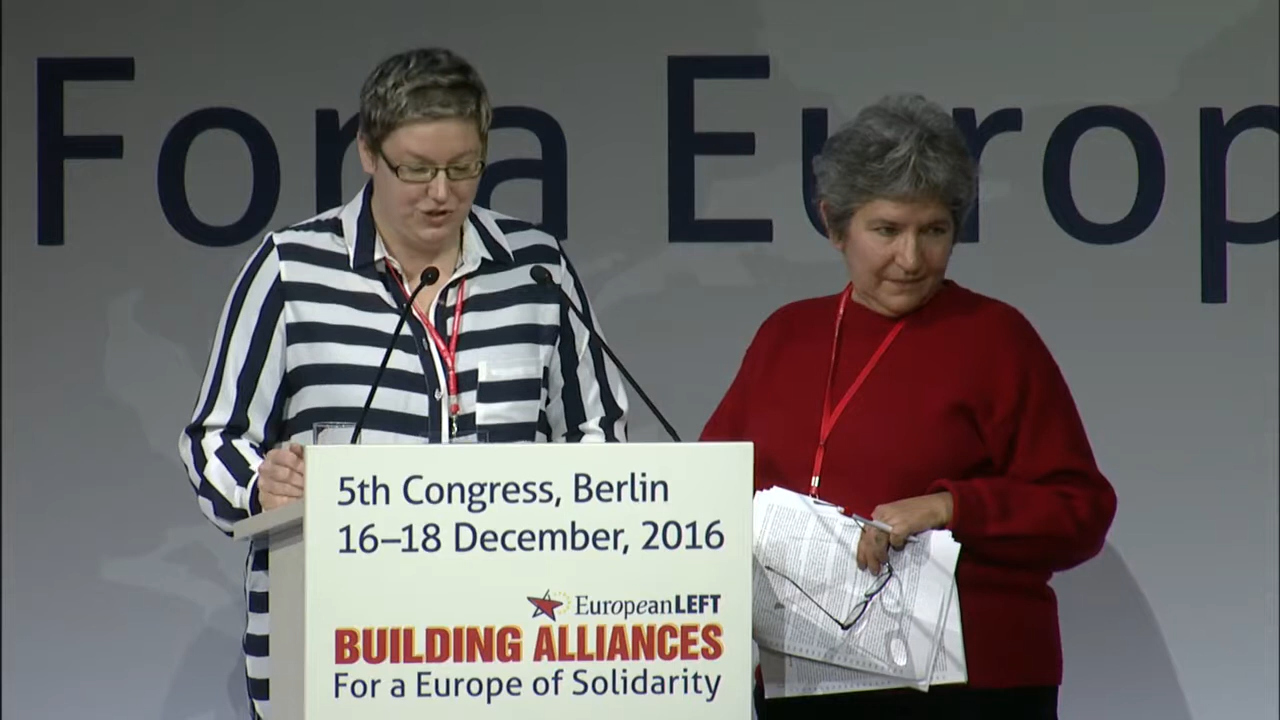 For a Europ
5th Congress, Berlin
16–18 December, 2016
EuropeanLEFT
BUILDING ALLIANCES
For a Europe of Solidarity